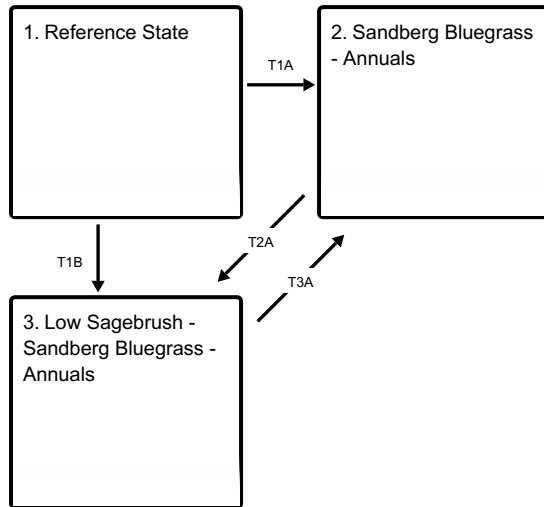 1. Reference State
2. Sandberg Bluegrass
- Annuals
T1A
T2A
T1B
T3A
3. Low Sagebrush -
Sandberg Bluegrass -
Annuals